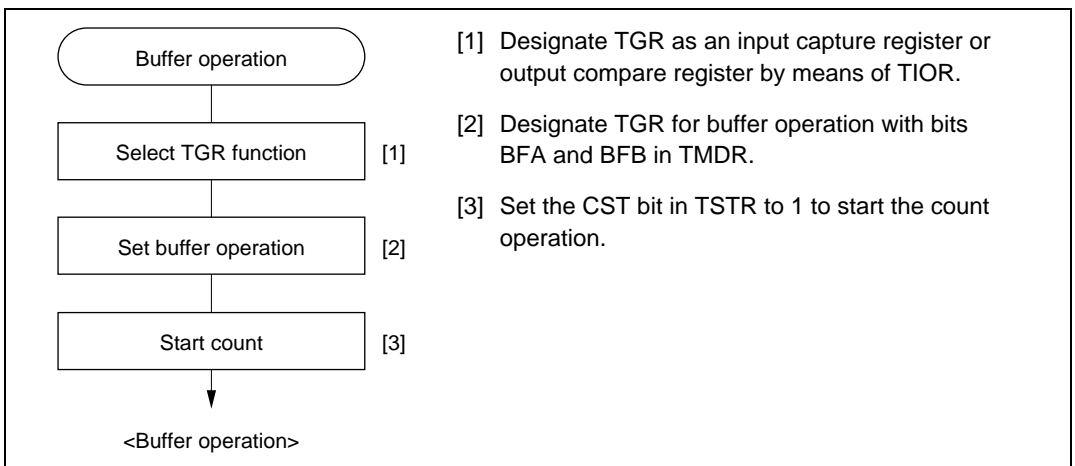 Buffer operation
Select TGR function
[1]
Set buffer operation
[2]
Start count
[3]
<Buffer operation>
[1] Designate TGR as an input capture register or
output compare register by means of TIOR.
[2] Designate TGR for buffer operation with bits
BFA and BFB in TMDR.
[3] Set the CST bit in TSTR to 1 to start the count
operation.